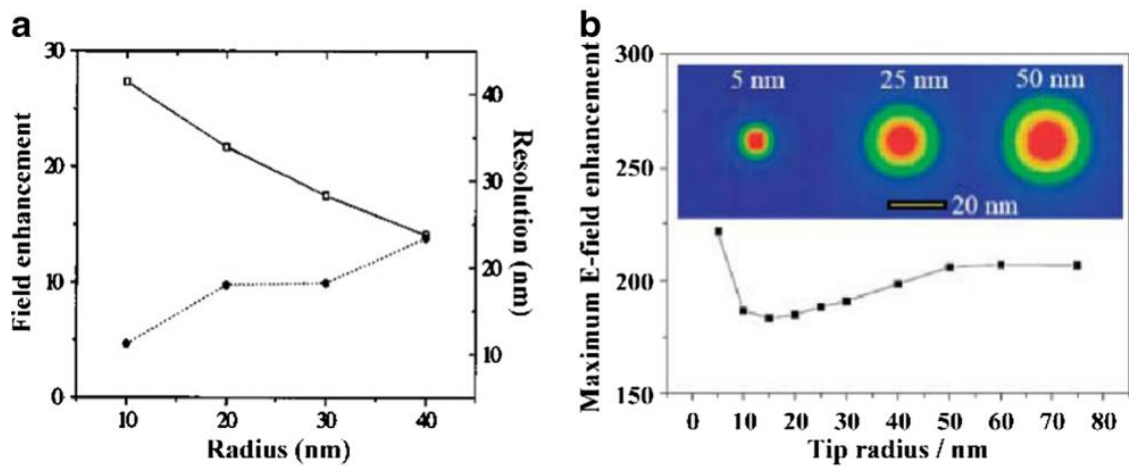 a
30
20
10
0
Field enhancement
40
30
20
10
Resolution (nm)
10 20 30 40
Radius (nm)
b
300
250
200
150
Maximum E-field enhancement
5 nm 25 nm 50 nm
20 nm
0 10 20 30 40 50 60 70 80
Tip radius / nm